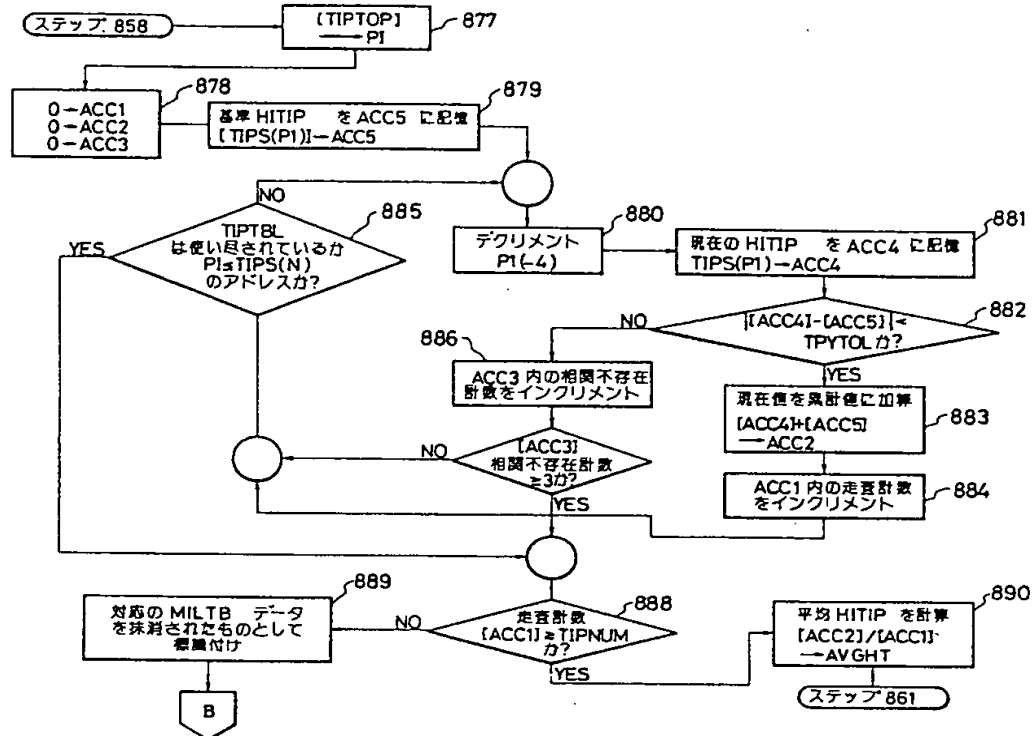 ステップ 858
[TIPTOP]
→ PI
877
878
0→ACC1
0→ACC2
0→ACC3
879
基準 HITIP を ACC5 に記憶
[TIPS(P1)]→ACC5
NO
885
YES
TIPTBL
は使い尽されているか
PI≤TIPS(N)
のアドレスか?
880
デクリメント
P1(-4)
881
現在の HITIP を ACC4 に記憶
TIPS(P1)→ACC4
882
NO
|[ACC4]-[ACC5]| <
TPYTOLか?
YES
886
ACC3 内の相関不存在
計数をインクリメント
883
現在値を累計値に加算
[ACC4]+[ACC5]
→ACC2
NO
[ACC3]
相関不存在計数
≥3か?
YES
884
ACC1 内の走査計数
をインクリメント
889
対応の MILTB データ
を抹消されたものとして
標識付け
NO
888
走査計数
[ACC1]≥TIPNUM
か?
YES
890
平均 HITIP を計算
[ACC2]/[ACC1]
→AVGHT
B
ステップ 861